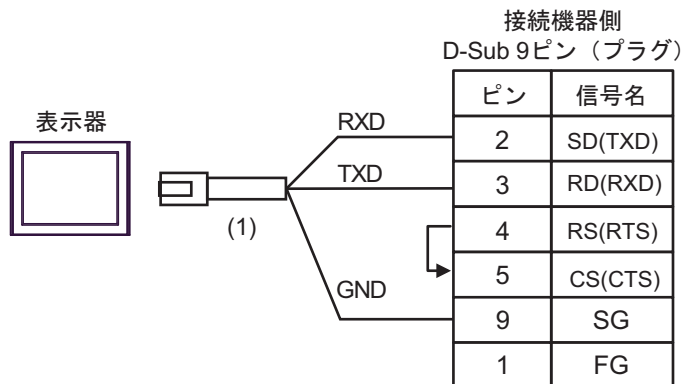 接続機器側
D-Sub 9ピン（プラグ）
表示器
ピン 信号名
RXD
2 SD(TXD)
TXD
3 RD(RXD)
(1)
4 RS(RTS)
5 CS(CTS)
GND
9 SG
1 FG